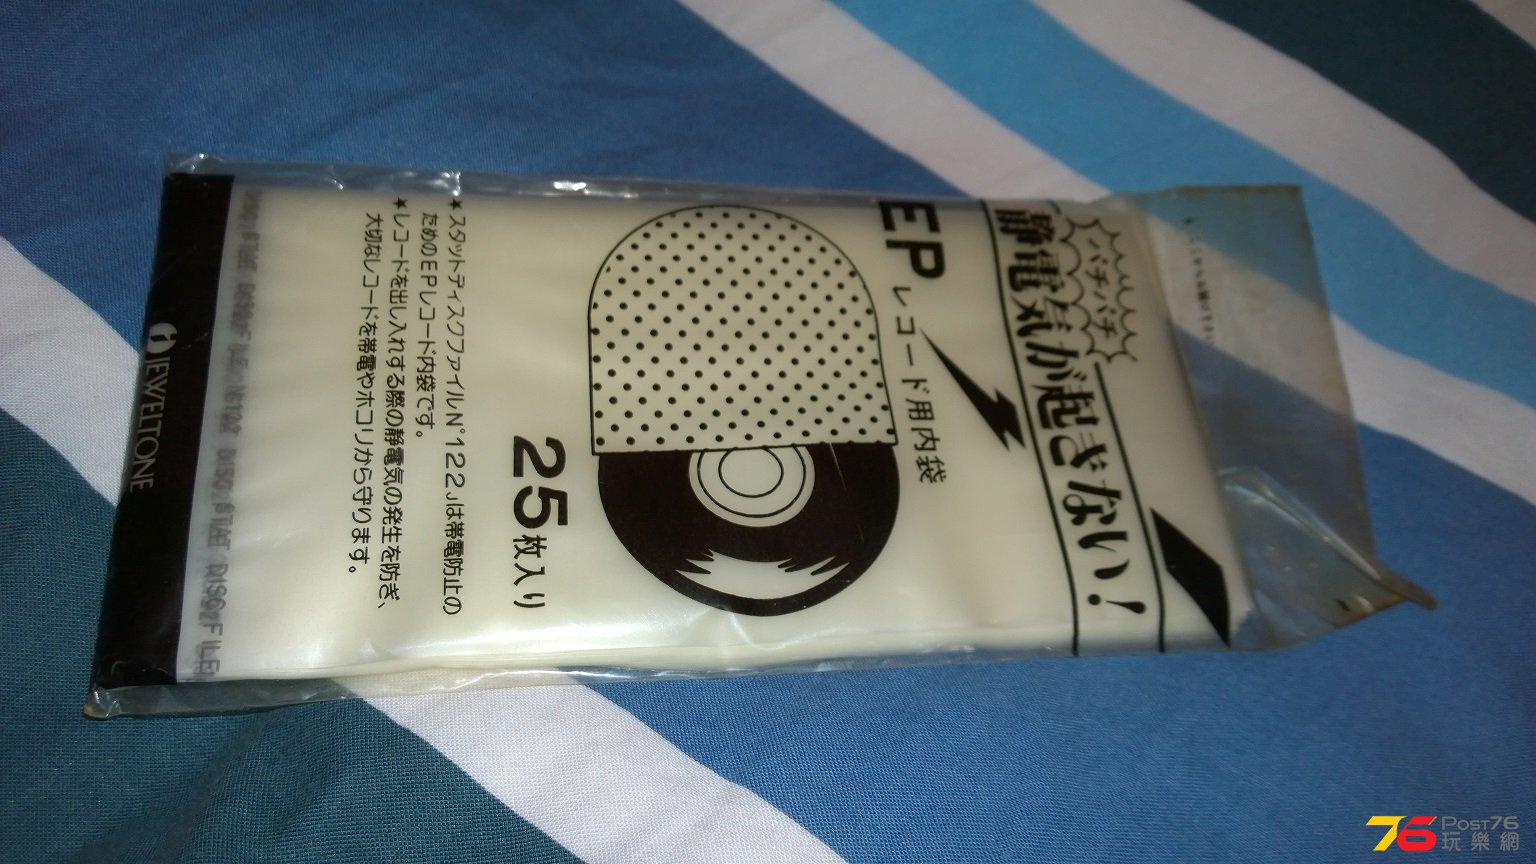 パチパチ
静電気が起きない!
EP レコード用内袋
25枚入り
*スタットディスクファイルN°122」は帯電防止の
ためのEPレコード内袋です。
*レコードを出し入れする際の静電気の発生を防ぎ、
大切なレコードを帯電やホコリから守ります。
JEWELTONE
76 POST76
玩樂網